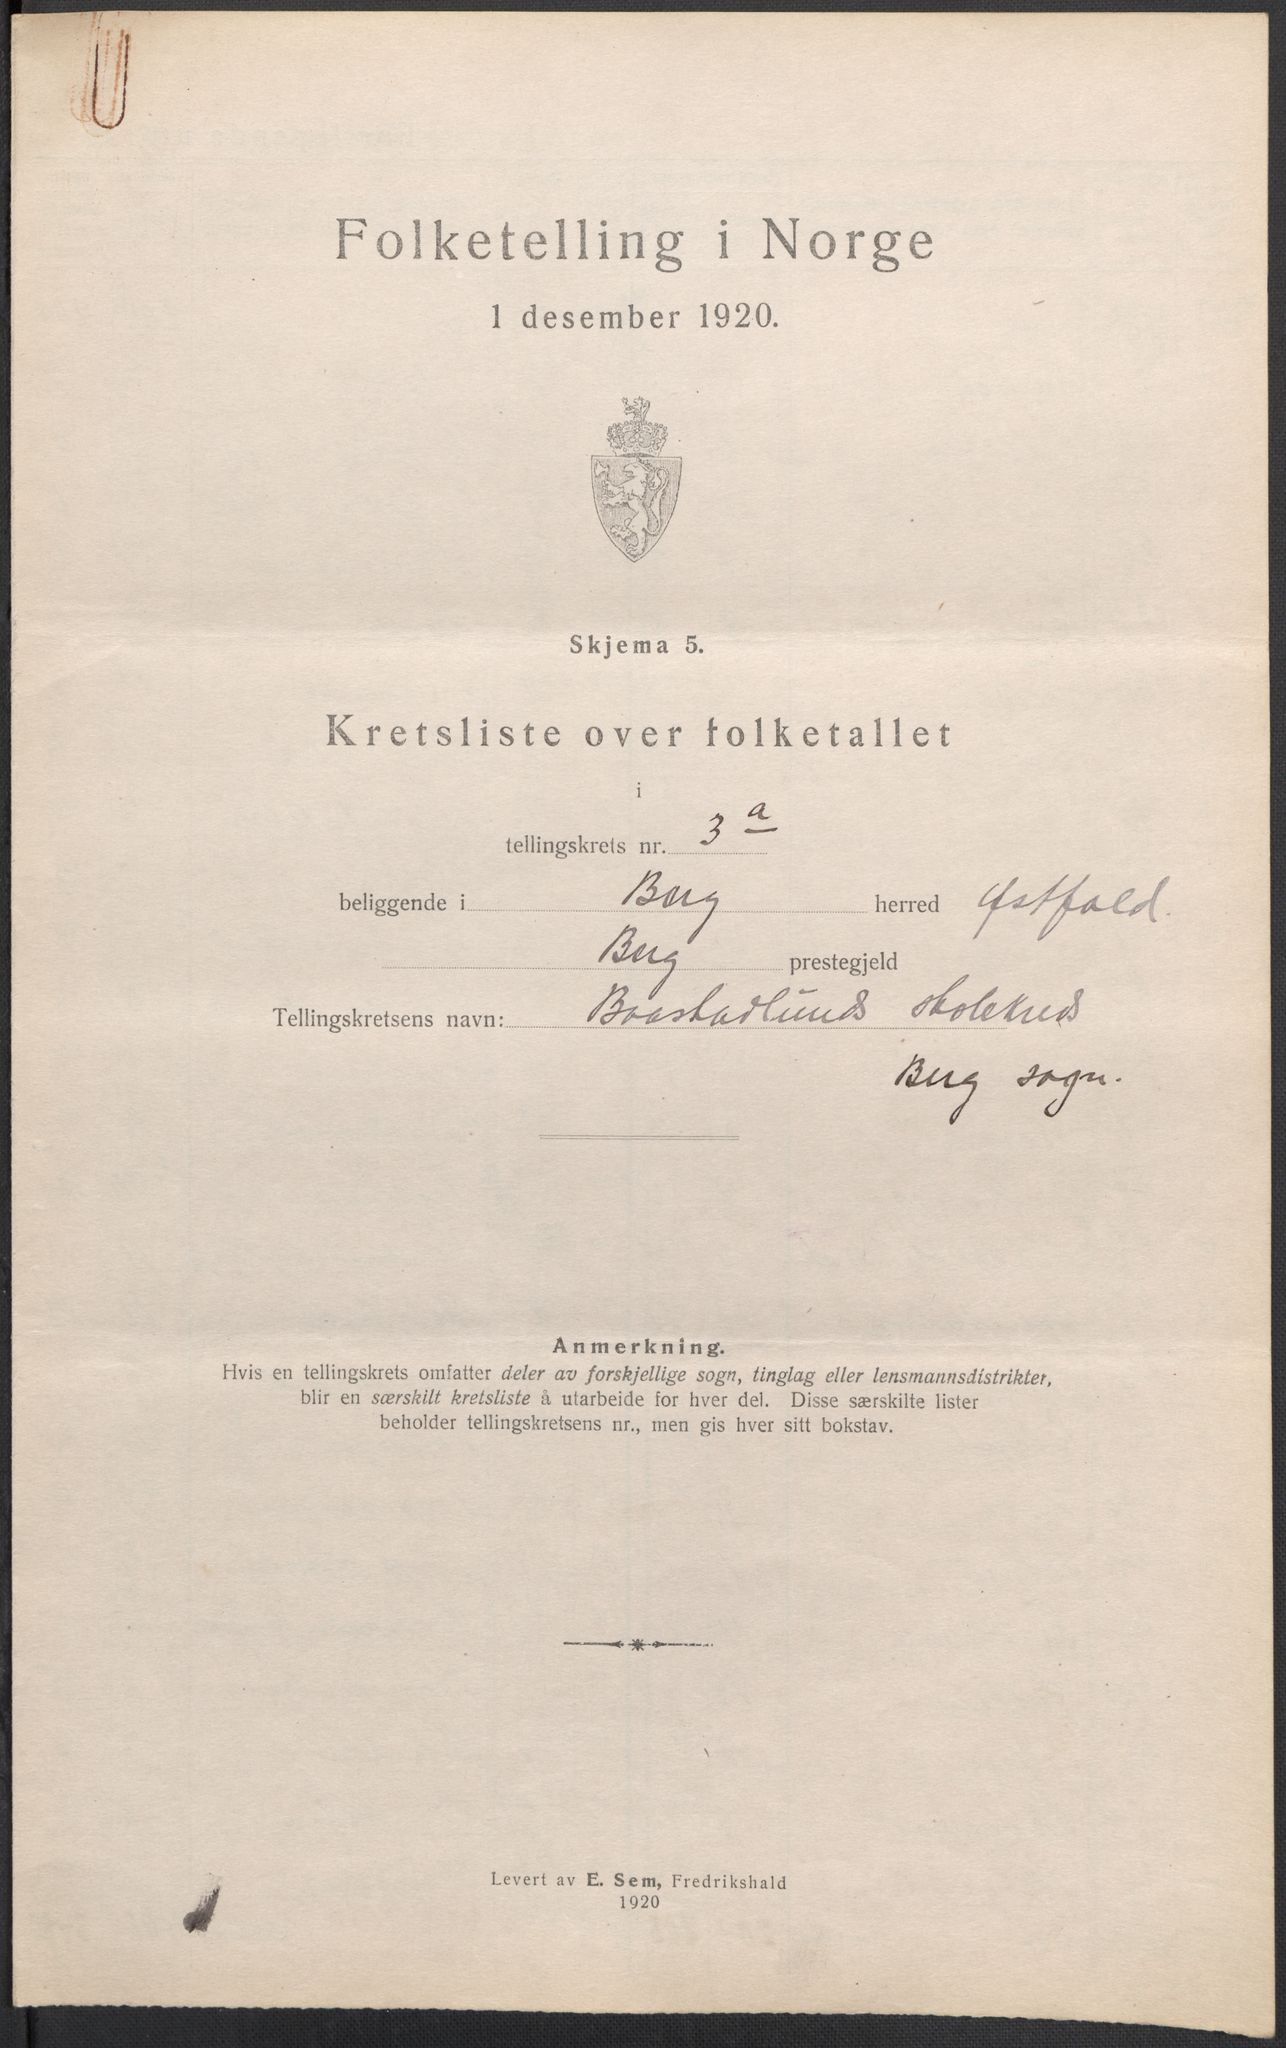 Folketelling i Norge
1 desember 1920.
Skjema 5.
Kretsliste over folketallet
i
tellingskrets nr. 3 a
beliggende i Berg herred Østfold.
Berg prestegjeld
Tellingskretsens navn: Baastadlunds skolekreds
Berg sogn.
Anmerkning.
Hvis en tellingskrets omfatter deler av forskjellige sogn, tinglag eller lensmannsdistrikter,
blir en særskilt kretsliste å utarbeide for hver del. Disse særskilte lister
beholder tellingskretsens nr., men gis hver sitt bokstav.
Levert av E. Sem, Fredrikshald
1920